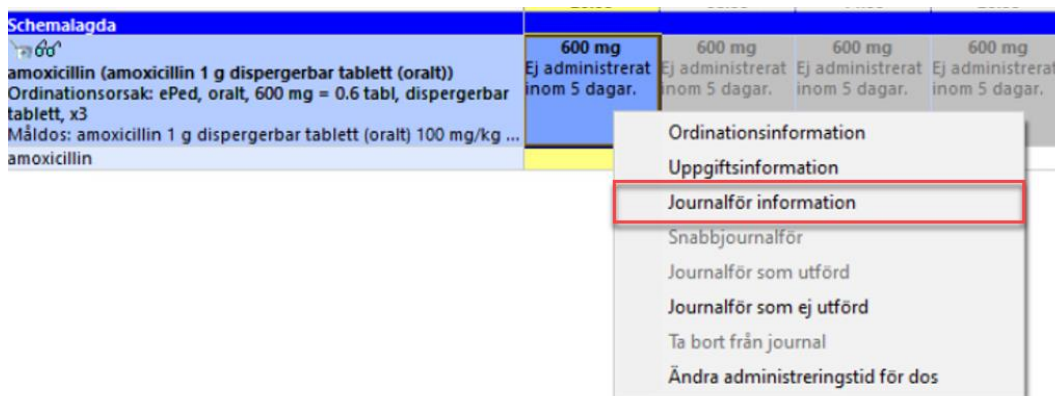 Schemalagda
amoxicillin (amoxicillin 1 g dispergerbar tablett (oralt))
Ordinationsorsak: ePed, oralt, 600 mg = 0.6 tabl, dispergerbar
tablett, x3
Måldos: amoxicillin 1 g dispergerbar tablett (oralt) 100 mg/kg ...
amoxicillin
600 mg
Ej administrerat
inom 5 dagar.
600 mg
Ej administrerat
inom 5 dagar.
600 mg
Ej administrerat
inom 5 dagar.
600 mg
Ej administrerat
inom 5 dagar.
Ordinationsinformation
Uppgiftsinformation
Journalför information
Snabbjournalför
Journalför som utförd
Journalför som ej utförd
Ta bort från journal
Ändra administreringstid för dos